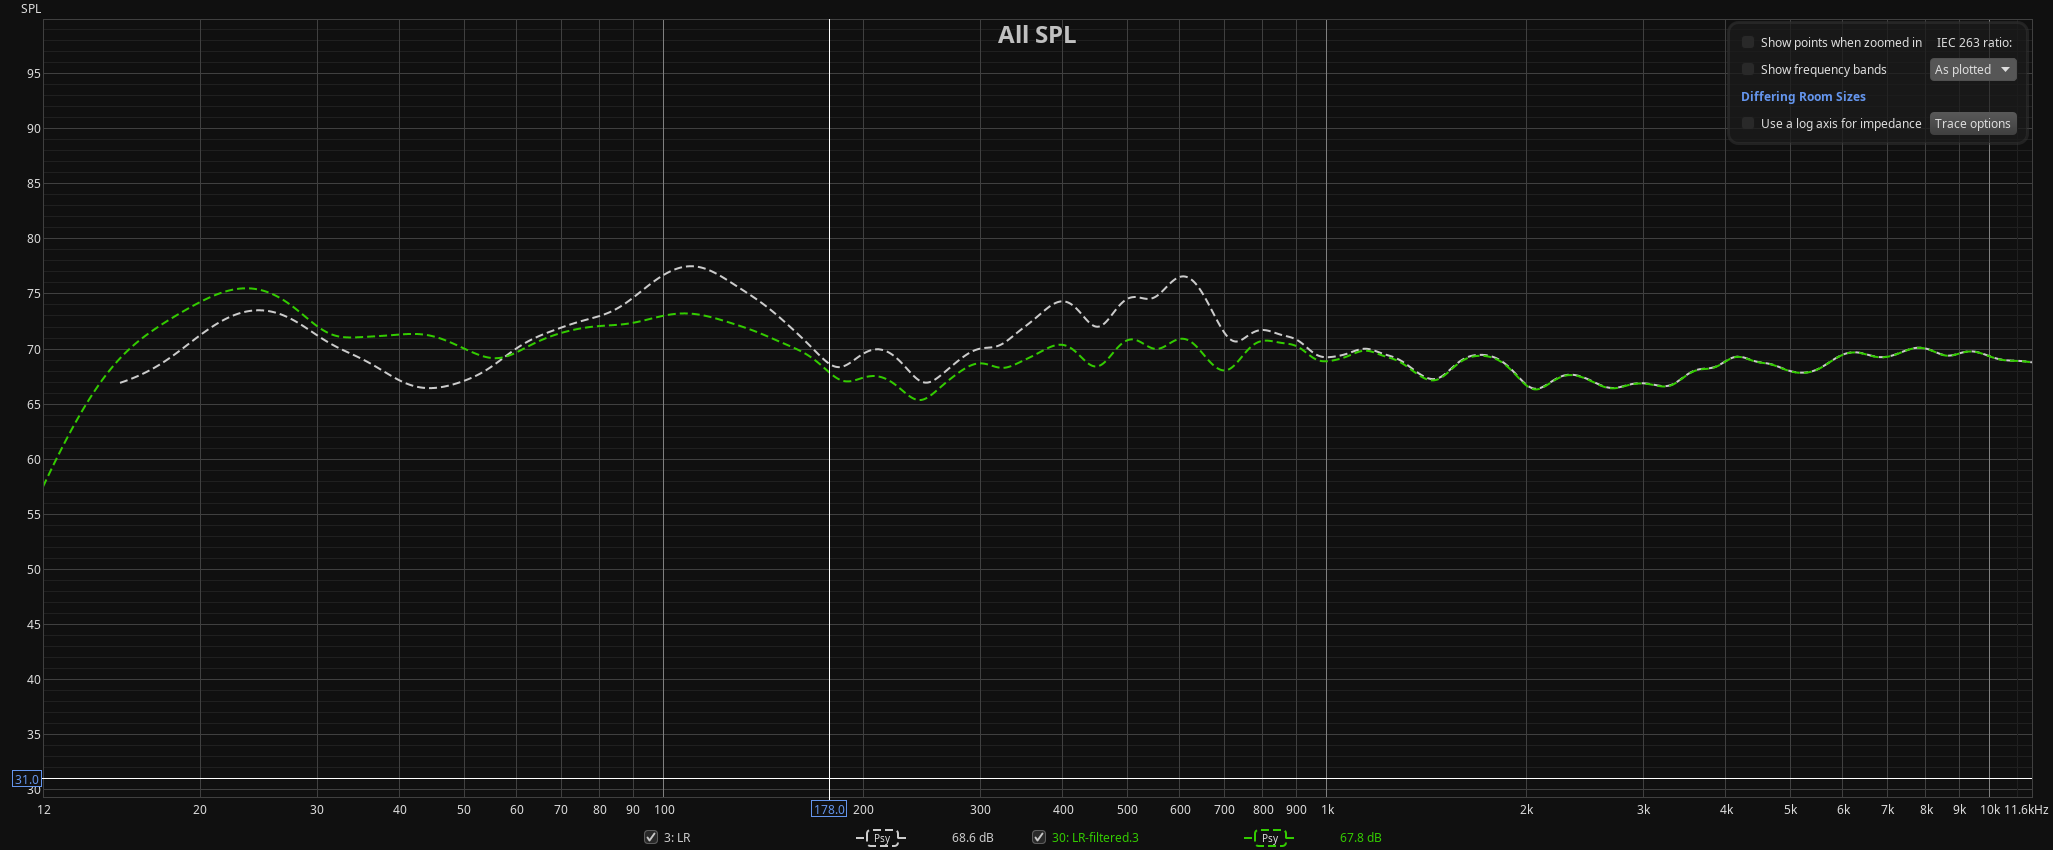 SPL
All SPL
Show points when zoomed in IEC 263 ratio:
Show frequency bands As plotted
Differing Room Sizes
Use a log axis for impedance Trace options
95
90
85
80
75
70
65
60
55
50
45
40
35
31.0
30
12 20 30 40 50 60 70 80 90 100 178.0 200 300 400 500 600 700 800 900 1k 2k 3k 4k 5k 6k 7k 8k 9k 10k 11.6kHz
3: LR Psy 68.6 dB 30: LR-filtered.3 Psy 67.8 dB